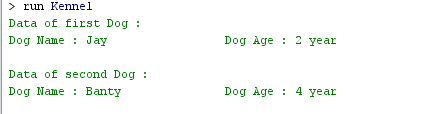 > run Kennel
Data of first Dog :
Dog Name : Jay Dog Age : 2 year
Data of second Dog :
Dog Name : Banty Dog Age : 4 year